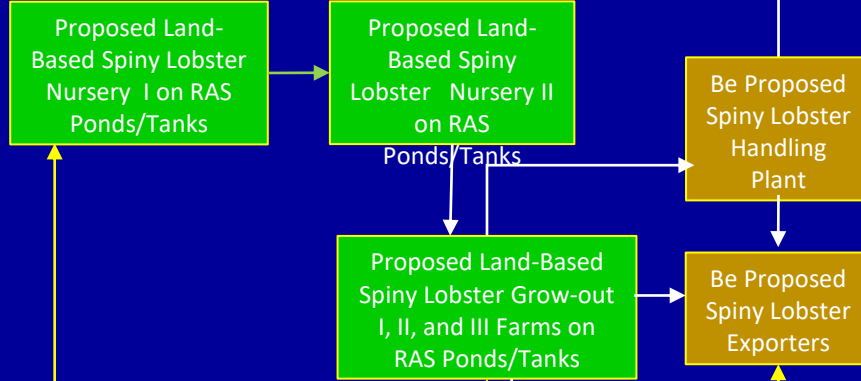 Proposed Land-
Based Spiny Lobster
Nursery I on RAS
Ponds/Tanks
Proposed Land-
Based Spiny
Lobster Nursery II
on RAS
Ponds/Tanks
Be Proposed
Spiny Lobster
Handling
Plant
Proposed Land-Based
Spiny Lobster Grow-out
I, II, and III Farms on
RAS Ponds/Tanks
Be Proposed
Spiny Lobster
Exporters